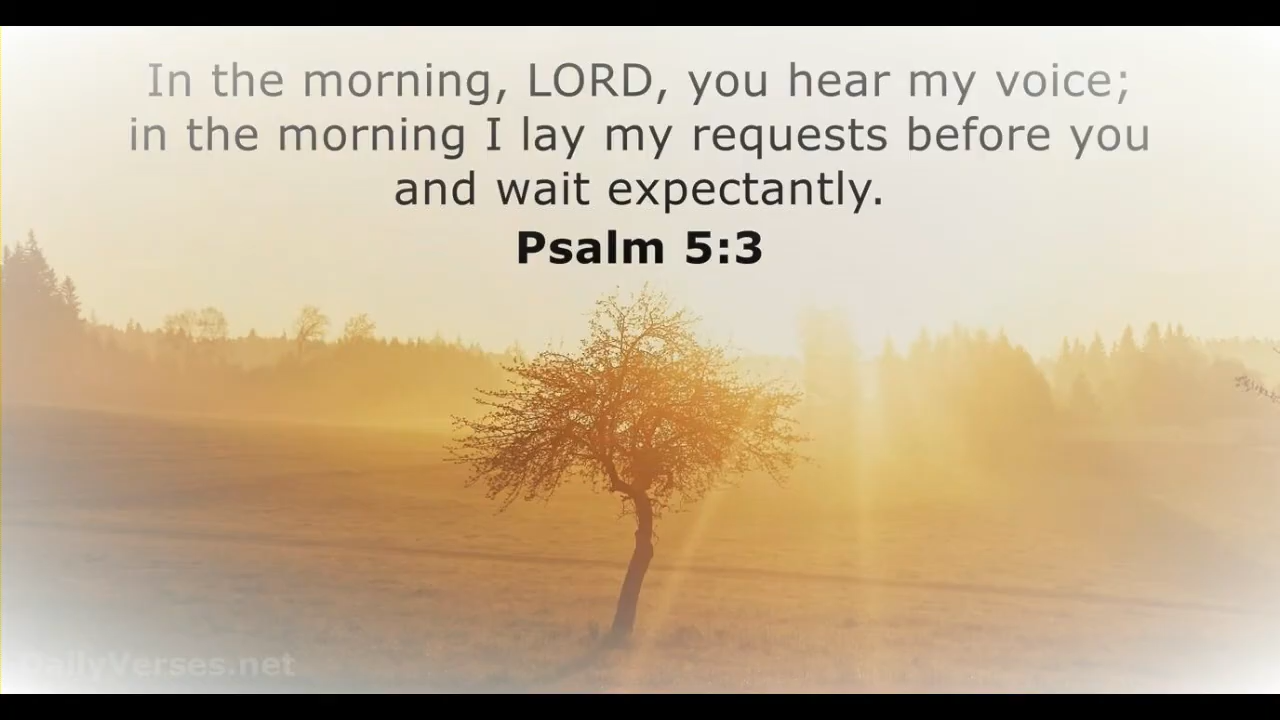 In the morning, LORD, you hear my voice;
in the morning I lay my requests before you
and wait expectantly.
Psalm 5:3
DailyVerses.net